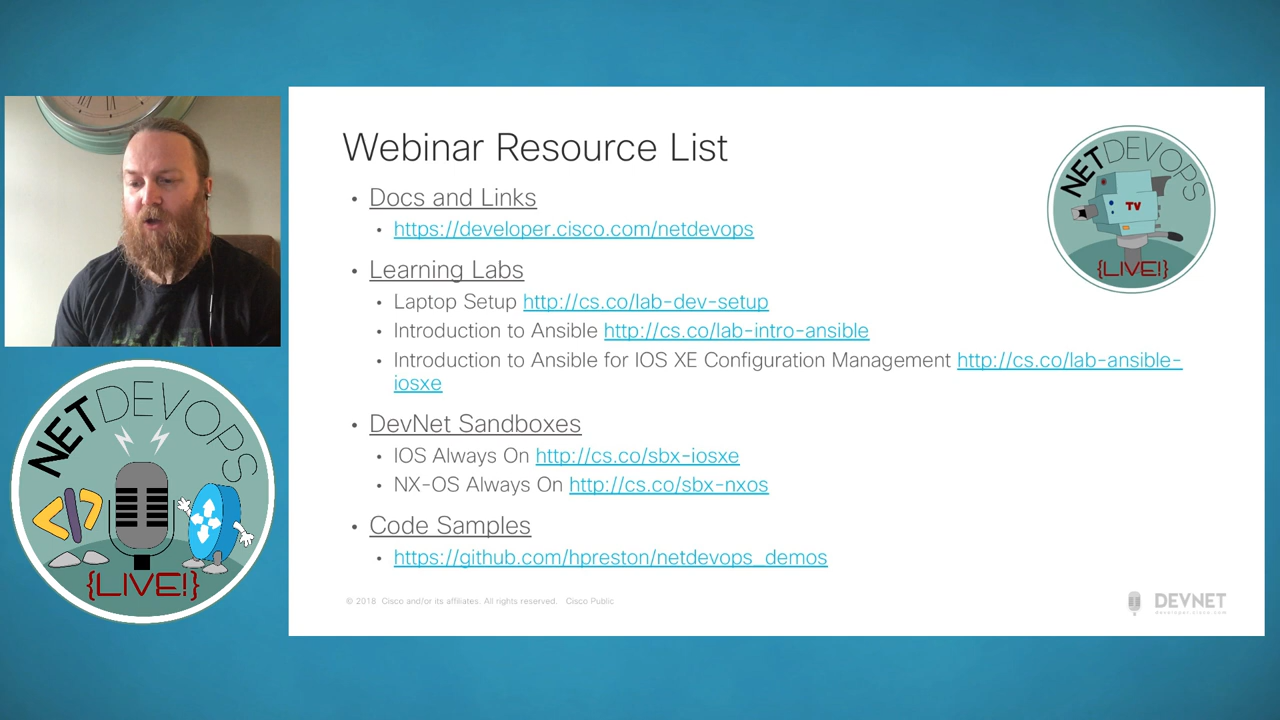 Webinar Resource List
• Docs and Links
• https://developer.cisco.com/netdevops
• Learning Labs
• Laptop Setup http://cs.co/lab-dev-setup
• Introduction to Ansible http://cs.co/lab-intro-ansible
• Introduction to Ansible for IOS XE Configuration Management http://cs.co/lab-ansible-
iosxe
• DevNet Sandboxes
• IOS Always On http://cs.co/sbx-iosxe
• NX-OS Always On http://cs.co/sbx-nxos
• Code Samples
• https://github.com/hpreston/netdevops_demos
© 2018 Cisco and/or its affiliates. All rights reserved. Cisco Public
DEVNET
developer.cisco.com
NETDEVOPS
TV
{LIVE!}
NETDEVOPS
</>
{LIVE!}